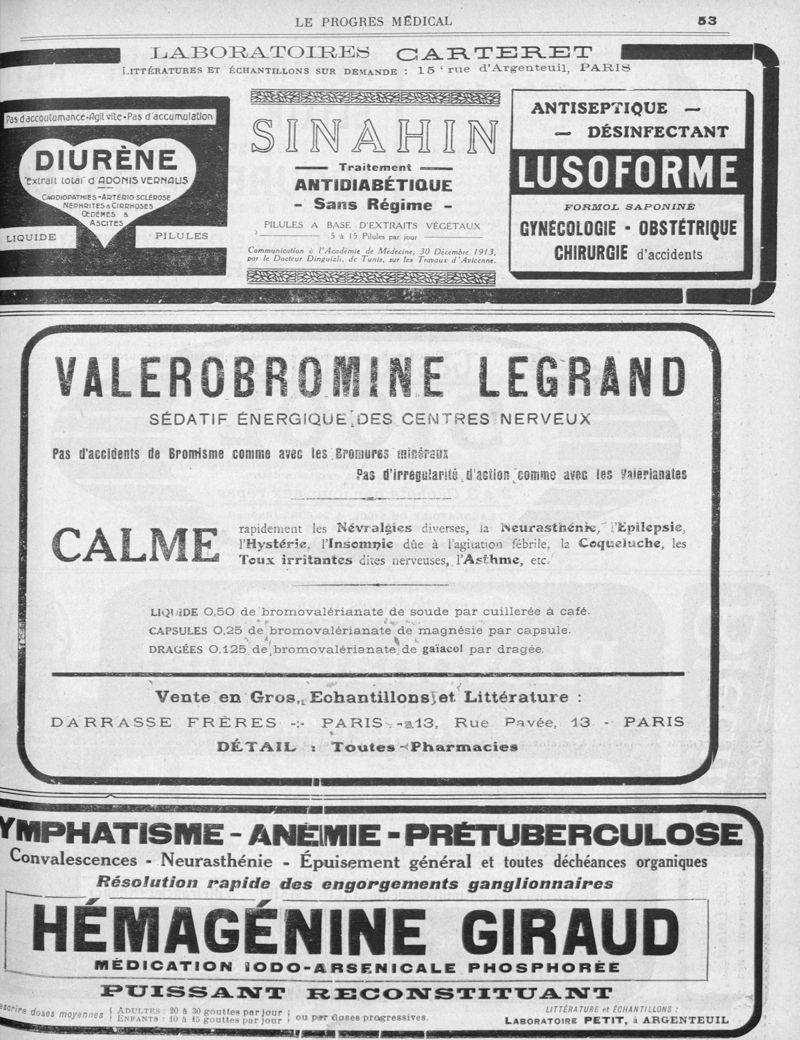 LE PROGRES MÉDICAL
53
LABORATOIRES CARTERET
LITTÉRATURES ET ÉCHANTILLONS SUR DEMANDE : 15 rue d'Argenteuil, PARIS
Pas d'accoutumance-Agit vite-Pas d'accumulation
DIURÈNE
"Extrait total d'ADONIS VERNALIS
CARDIOPATHIES-ARTÉRIO-SCLÉROSE
NÉPHRITES & CIRRHOSES
ŒDÈMES &
ASCITES
LIQUIDE
PILULES
SINAHIN
Traitement
ANTIDIABÉTIQUE
- Sans Régime -
PILULES A BASE D'EXTRAITS VÉGÉTAUX
5 à 15 Pilules par jour
Communication à l'Académie de Médecine, 30 Décembre 1913,
par le Docteur Dinguizli, de Tunis, sur les Travaux d'Avicenne.
ANTISEPTIQUE —
— DÉSINFECTANT
LUSOFORME
FORMOL SAPONINÉ
GYNÉCOLOGIE - OBSTÉTRIQUE
CHIRURGIE d'accidents
VALEROBROMINE LEGRAND
SÉDATIF ÉNERGIQUE DES CENTRES NERVEUX
Pas d'accidents de Bromisme comme avec les Bromures minéraux
Pas d'irrégularité d'action comme avec les Valérianates
CALME
rapidement les Névralgies diverses, la Neurasthénie, l'Epilepsie,
l'Hystérie, l'Insomnie dûe à l'agitation fébrile, la Coqueluche, les
Toux irritantes dites nerveuses, l'Asthme, etc.
LIQUIDE 0,50 de bromovalérianate de soude par cuillerée à café.
CAPSULES 0,25 de bromovalérianate de magnésie par capsule.
DRAGÉES 0,125 de bromovalérianate de gaïacol par dragée.
Vente en Gros, Echantillons et Littérature :
DARRASSE FRÈRES -:- PARIS - 13, Rue Pavée, 13 - PARIS
DÉTAIL : Toutes Pharmacies
YMPHATISME - ANÉMIE - PRÉTUBERCULOSE
Convalescences - Neurasthénie - Épuisement général et toutes déchéances organiques
Résolution rapide des engorgements ganglionnaires
HÉMAGÉNINE GIRAUD
MÉDICATION IODO-ARSENICALE PHOSPHORÉE
PUISSANT RECONSTITUANT
escrire doses moyennes { ADULTES : 20 à 30 gouttes par jour ;
ENFANTS : 10 à 15 gouttes par jour } ou par doses progressives.
LITTÉRATURE et ÉCHANTILLONS :
LABORATOIRE PETIT, à ARGENTEUIL